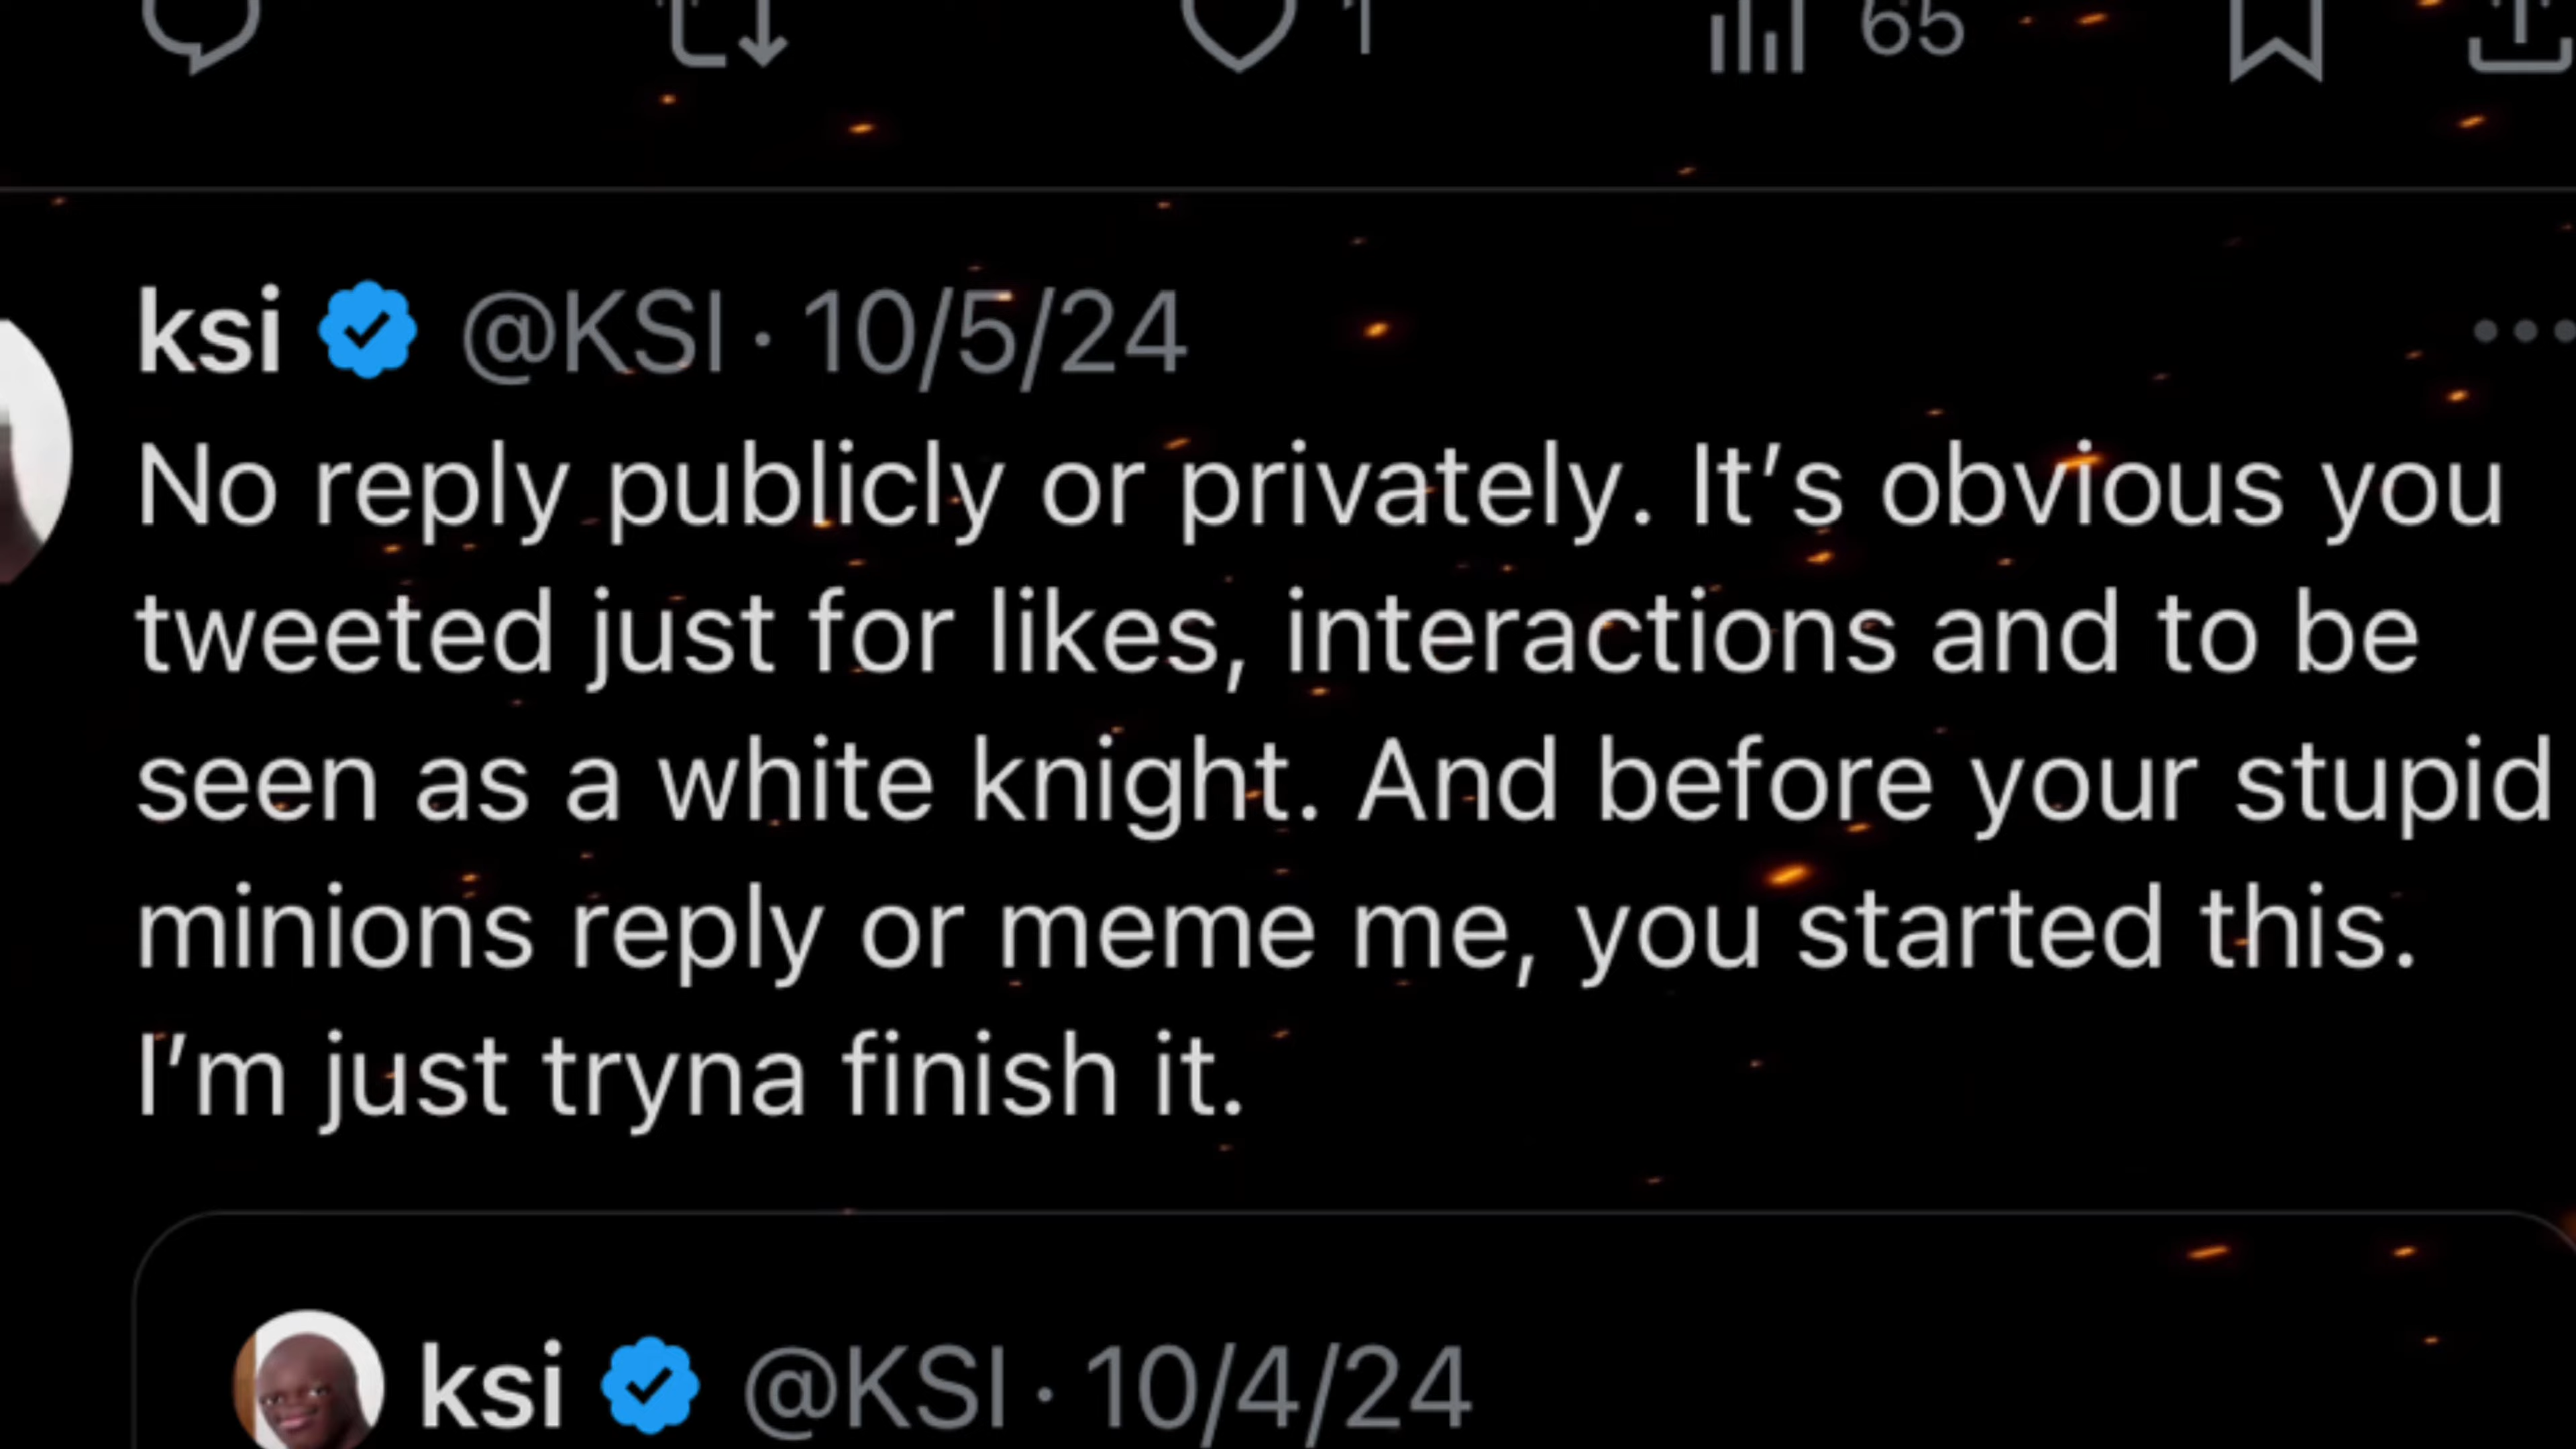 1 65
ksi @KSI · 10/5/24
No reply publicly or privately. It’s obvious you
tweeted just for likes, interactions and to be
seen as a white knight. And before your stupid
minions reply or meme me, you started this.
I’m just tryna finish it.
ksi @KSI · 10/4/24